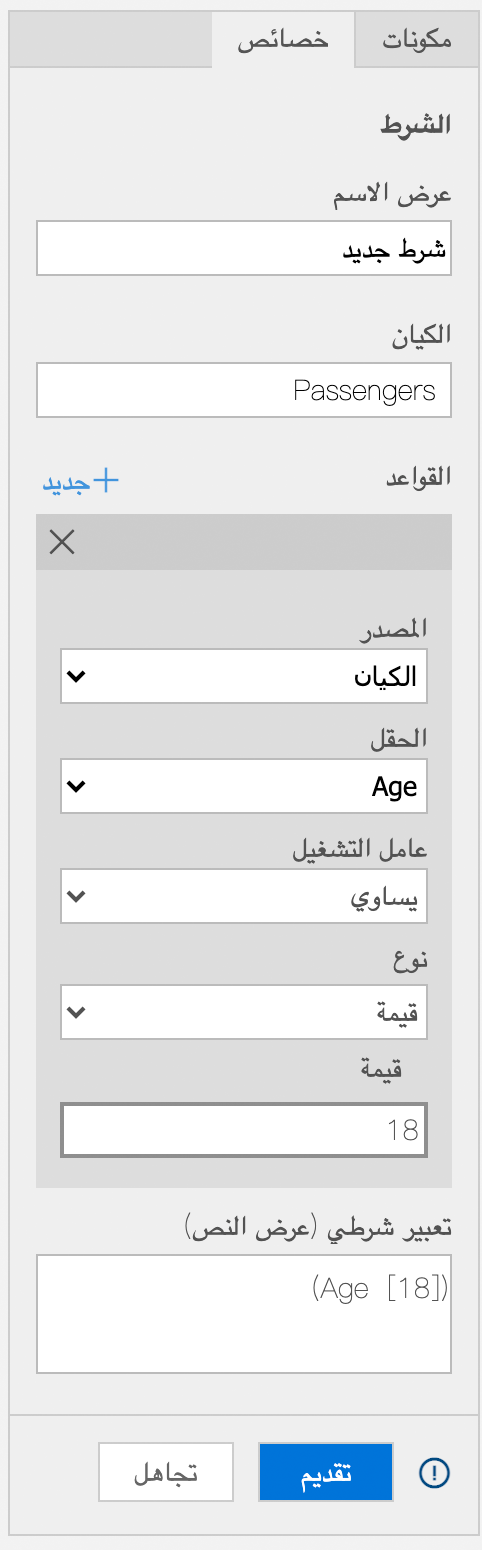 مكونات خصائص
الشرط
عرض الاسم
شرط جديد
الكيان
Passengers
القواعد +جديد
المصدر
الكيان
الحقل
Age
عامل التشغيل
يساوي
نوع
قيمة
قيمة
18
تعبير شرطي (عرض النص)
(Age [18])
تقديم تجاهل